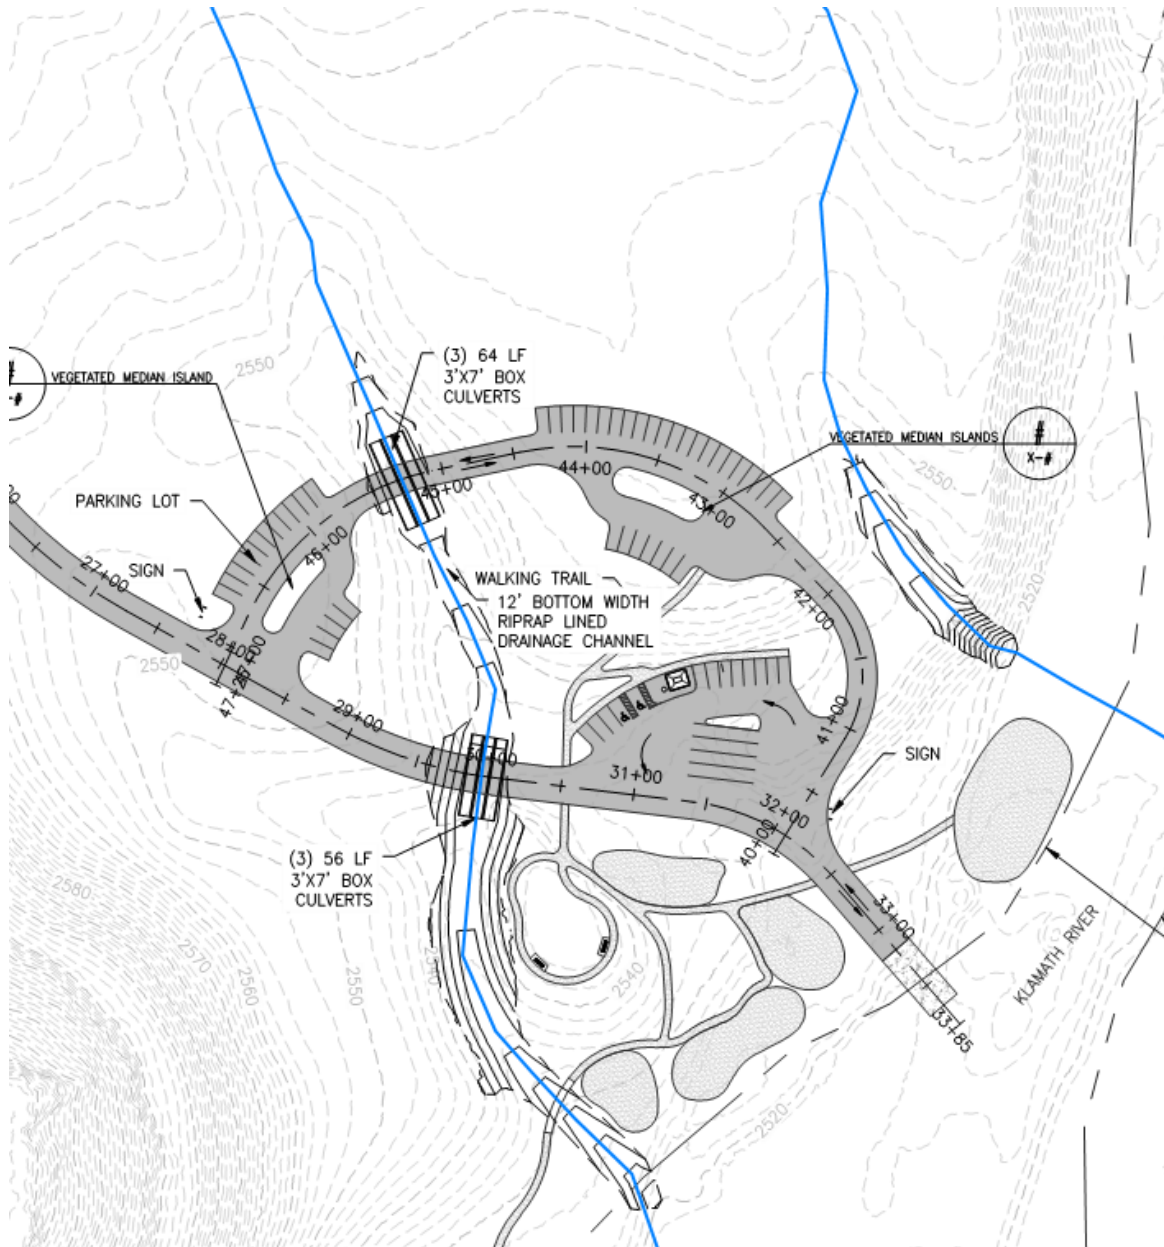 (3) 64 LF
3'X7' BOX
CULVERTS
2550
VEGETATED MEDIAN ISLAND
#
-#
VEGETATED MEDIAN ISLANDS
#
X-#
44+00
2550
45+00
43+00
PARKING LOT
46+00
27+00
SIGN
WALKING TRAIL
12' BOTTOM WIDTH
RIPRAP LINED
DRAINAGE CHANNEL
42+00
2520
28+00
2550
29+00
41+00
SIGN
31+00
32+00
40+00
(3) 56 LF
3'X7' BOX
CULVERTS
2580
2570
2560
2550
2540
2540
33+00
KLAMATH RIVER
33+85
2520